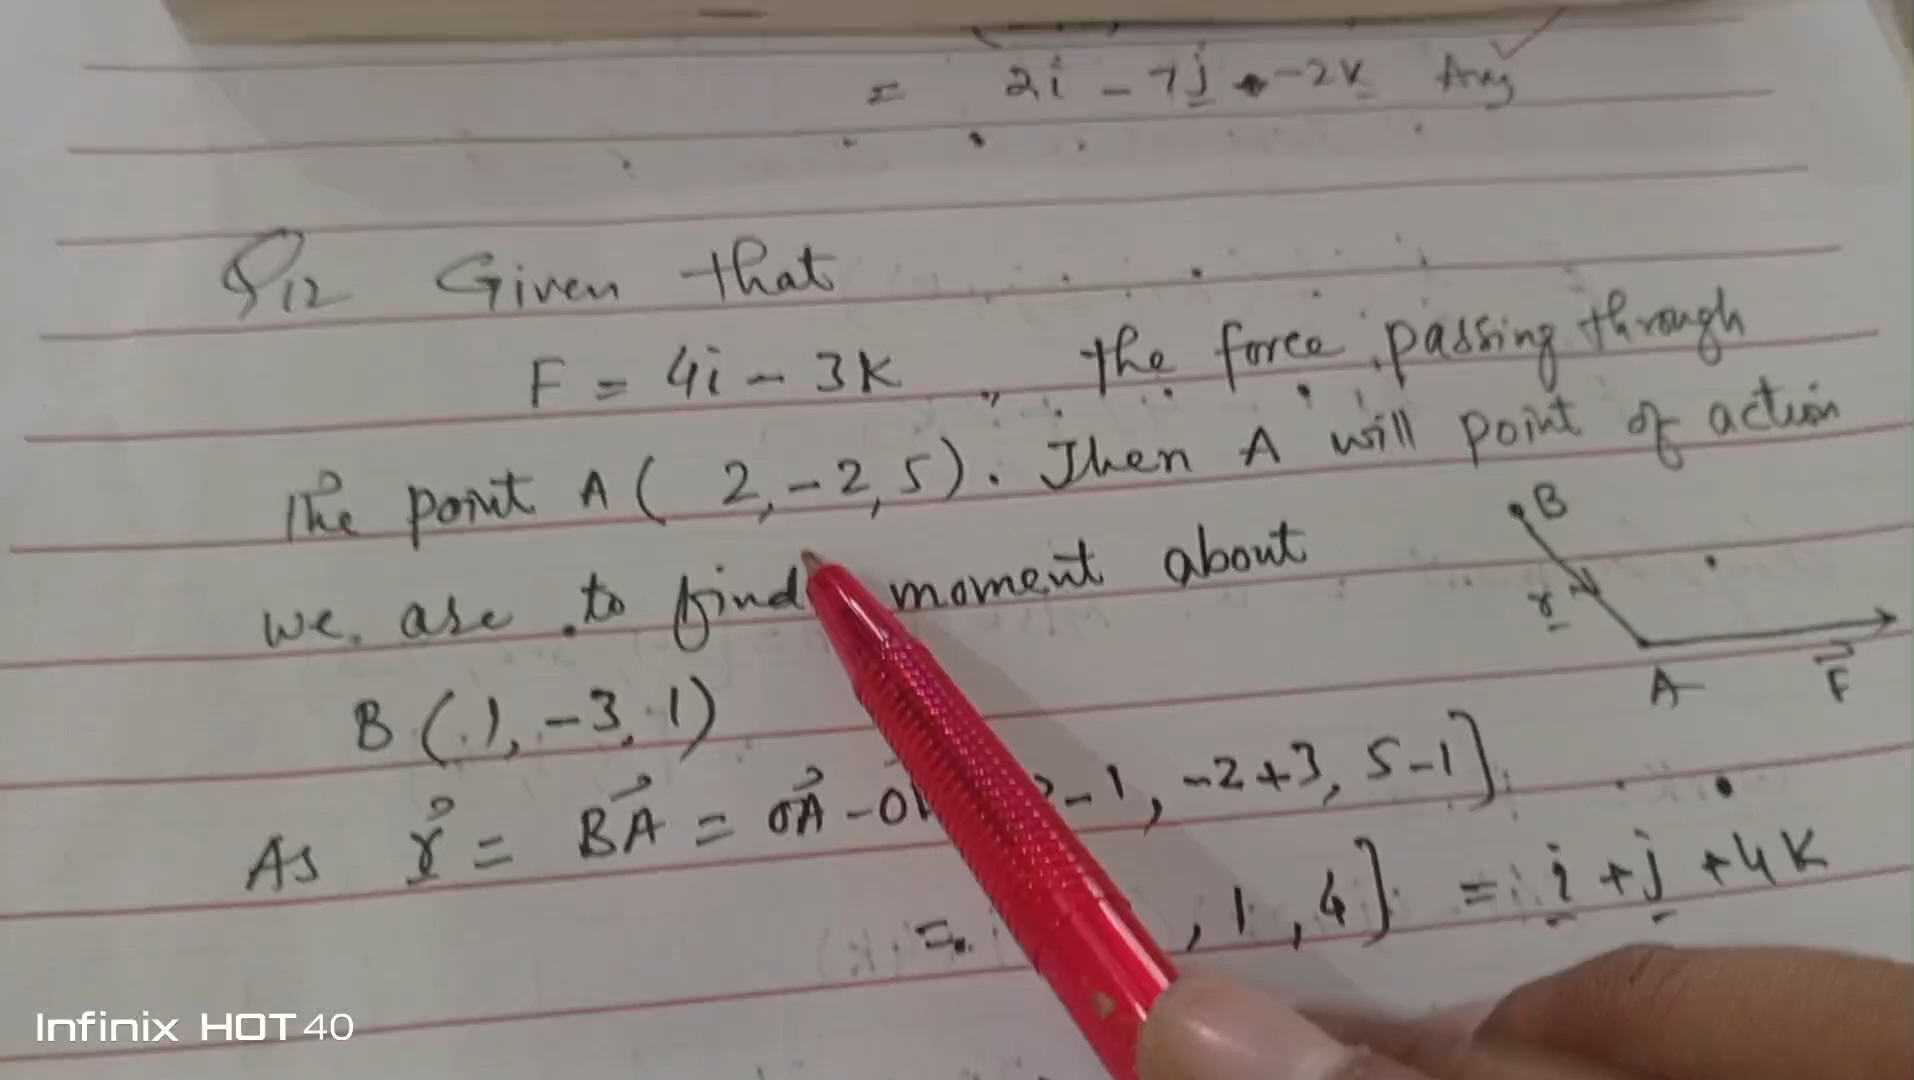 = 2i - 7j - 2k Ans
Q12 Given that
F = 4i - 3k ,, the force passing through
the point A( 2, -2, 5). Then A will point of action
we are to find moment about
B (1, -3, 1)
B
r
A
F
As r = BA = OA - O -1, -2+3, 5-1]
= , 1, 4] = i + j + 4k
Infinix HOT 40